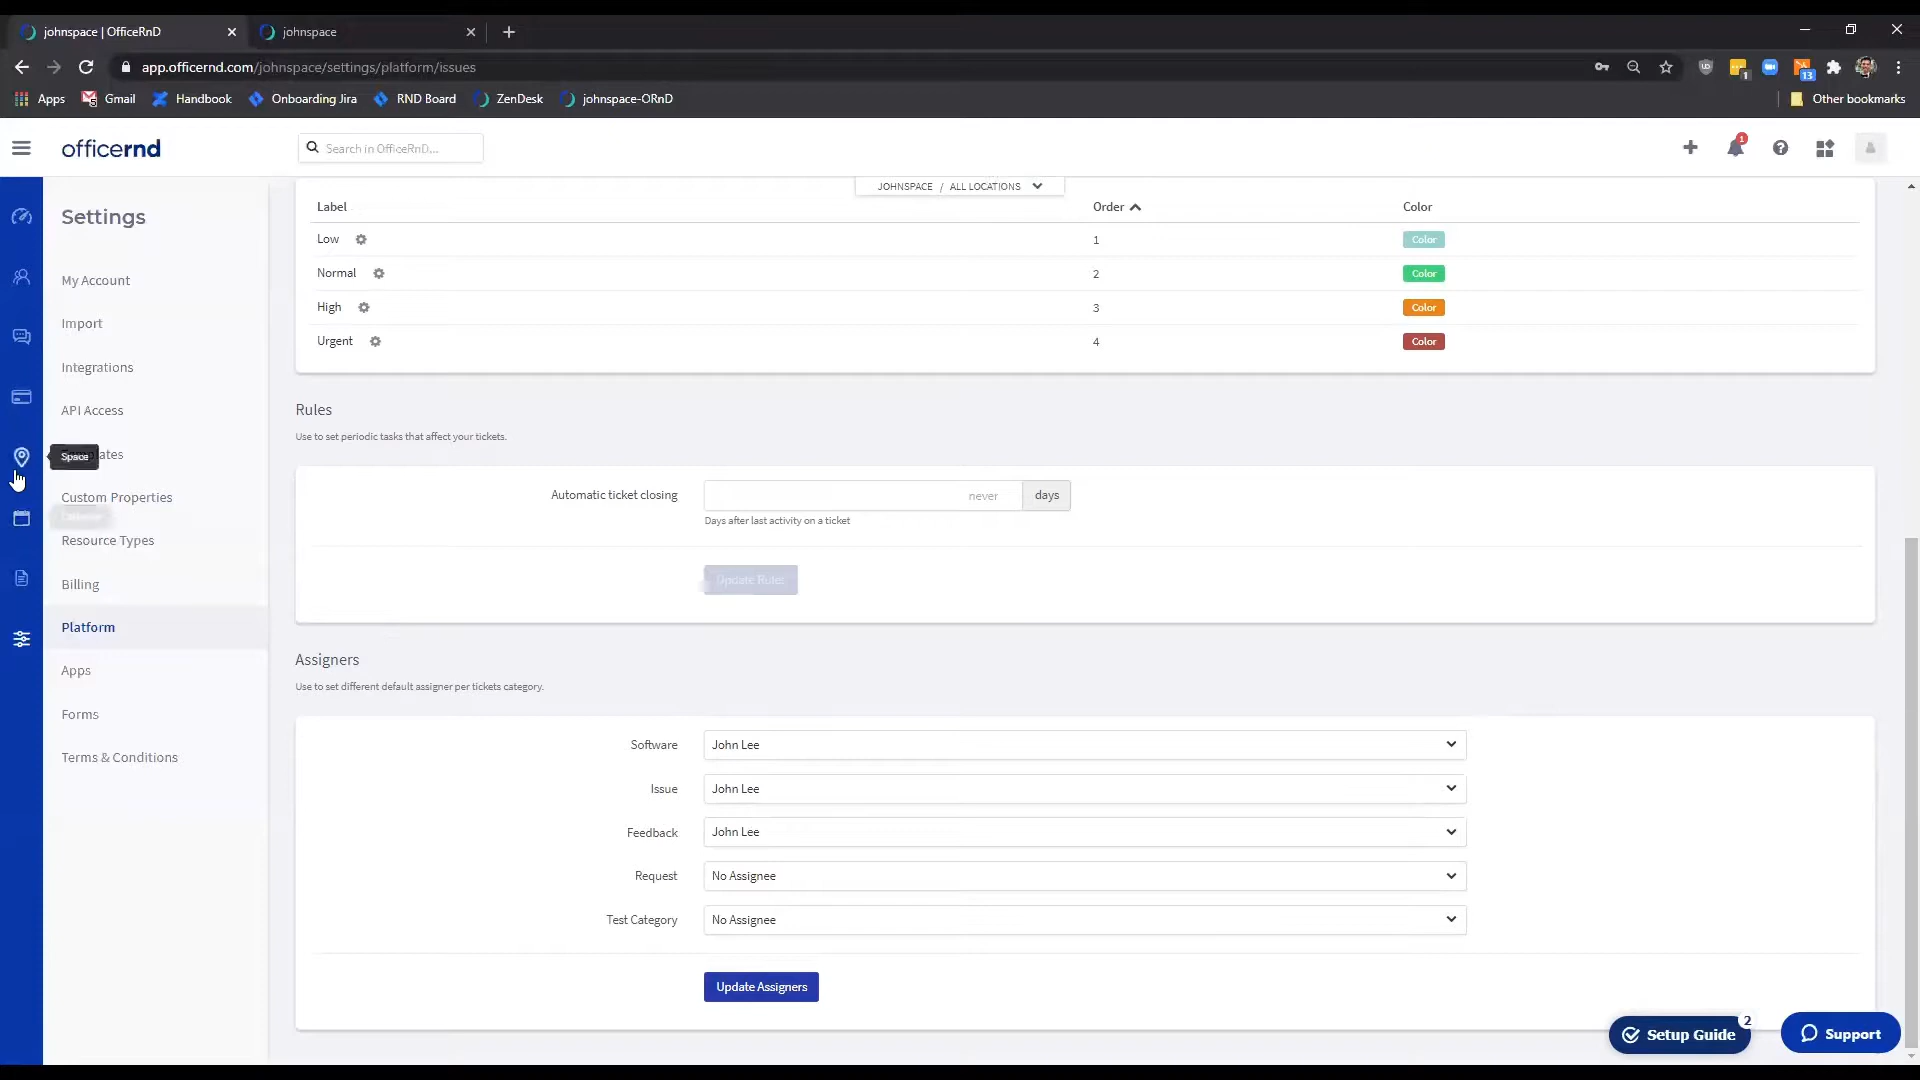 johnspace | OfficeRnD
johnspace
app.officernd.com/johnspace/settings/platform/issues
1
13
Apps
Gmail
Handbook
Onboarding Jira
RND Board
ZenDesk
johnspace-ORnD
Other bookmarks
officernd
Search in OfficeRnD...
1
JOHNSPACE / ALL LOCATIONS
Settings
My Account
Import
Integrations
API Access
Space
Custom Properties
Resource Types
Billing
Platform
Apps
Forms
Terms & Conditions
Label Order Color
Low 1 Color
Normal 2 Color
High 3 Color
Urgent 4 Color
Rules
Use to set periodic tasks that affect your tickets.
Automatic ticket closing never days
Days after last activity on a ticket
Update Rules
Assigners
Use to set different default assigner per tickets category.
Software John Lee
Issue John Lee
Feedback John Lee
Request No Assignee
Test Category No Assignee
Update Assigners
Setup Guide 2
Support